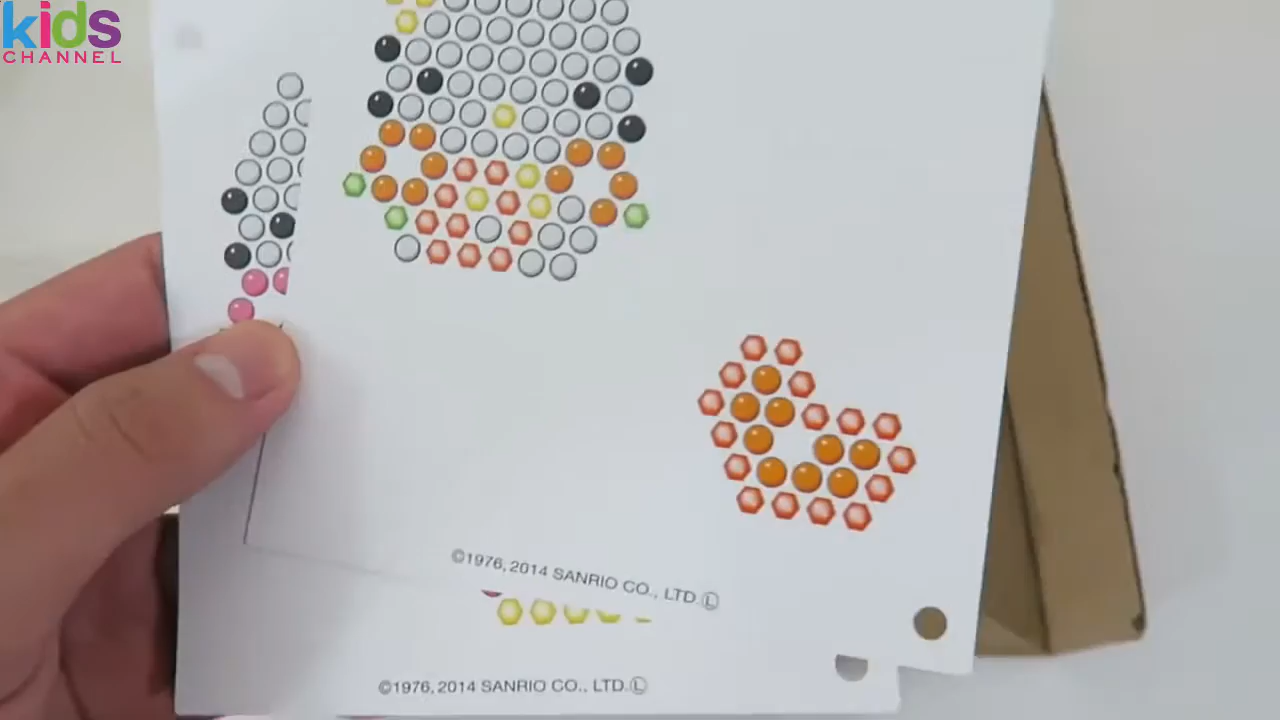 kids
CHANNEL
©1976, 2014 SANRIO CO., LTD. Ⓛ
©1976, 2014 SANRIO CO., LTD. Ⓛ